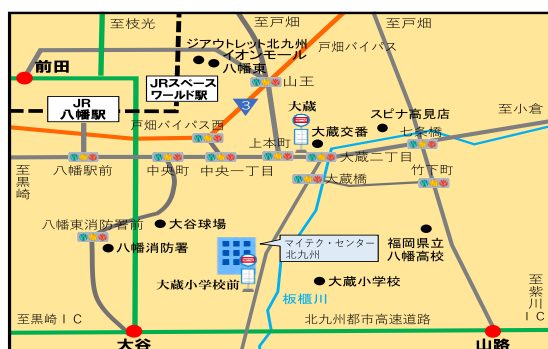 至枝光
至戸畑
至戸畑
ジアウトレット北九州
イオンモール
八幡東
戸畑バイパス
前田
JRスペース
ワールド駅
山王
3
JR
八幡駅
大蔵
スピナ高見店
至小倉
戸畑バイパス西
大蔵交番
上本町
七条橋
八幡駅前
中央町
中央一丁目
大蔵二丁目
至黒崎
大蔵橋
竹下町
八幡東消防署前
大谷球場
八幡消防署
マイテク・センター
北九州
福岡県立
八幡高校
大蔵小学校前
大蔵小学校
板櫃川
至紫川IC
至黒崎IC
北九州都市高速道路
大谷
山路